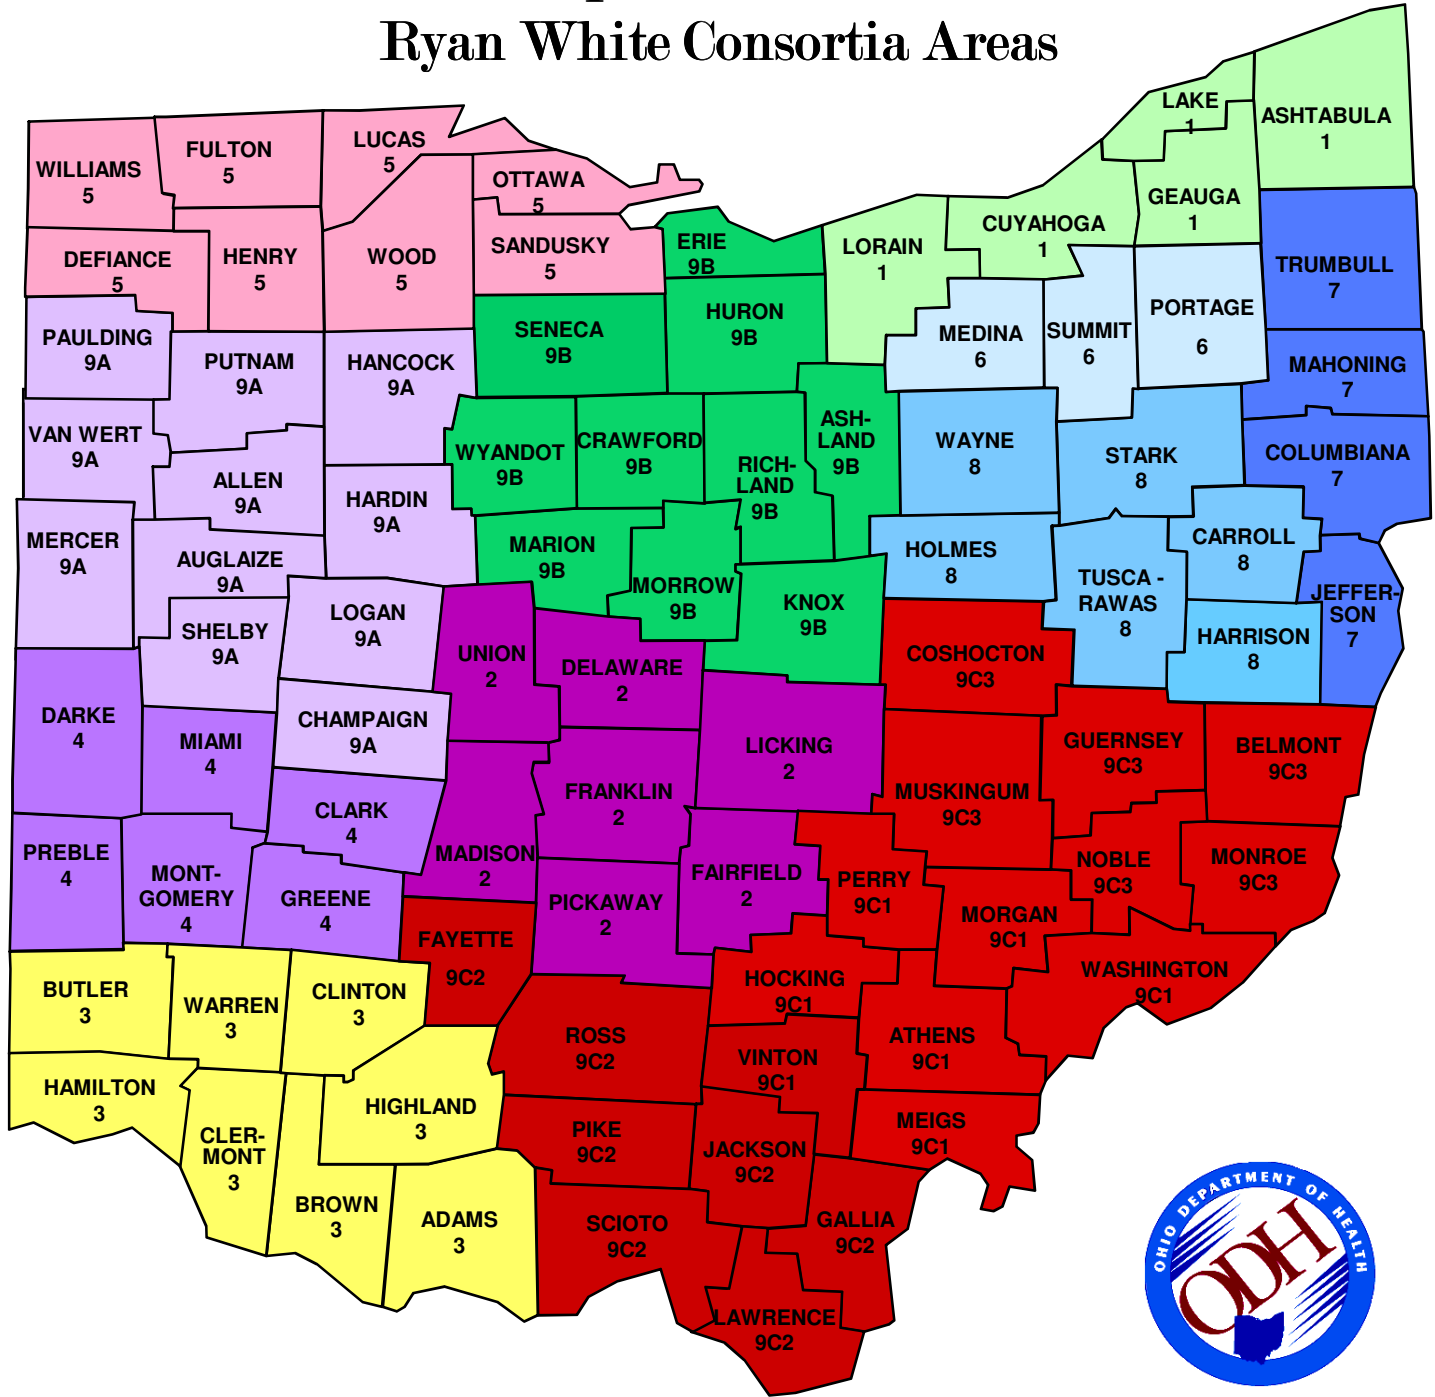 Ryan White Consortia Areas
LAKE
1
ASHTABULA
1
WILLIAMS
5
FULTON
5
LUCAS
5
OTTAWA
5
GEAUGA
1
CUYAHOGA
1
LORAIN
1
DEFIANCE
5
HENRY
5
WOOD
5
SANDUSKY
5
ERIE
9B
TRUMBULL
7
PAULDING
9A
PUTNAM
9A
HANCOCK
9A
SENECA
9B
HURON
9B
MEDINA
6
SUMMIT
6
PORTAGE
6
MAHONING
7
VAN WERT
9A
ALLEN
9A
HARDIN
9A
WYANDOT
9B
CRAWFORD
9B
RICH-
LAND
9B
ASH-
LAND
9B
WAYNE
8
STARK
8
COLUMBIANA
7
MERCER
9A
AUGLAIZE
9A
MARION
9B
MORROW
9B
KNOX
9B
HOLMES
8
TUSCA -
RAWAS
8
CARROLL
8
HARRISON
8
JEFFER-
SON
7
SHELBY
9A
LOGAN
9A
UNION
2
DELAWARE
2
COSHOCTON
9C3
DARKE
4
MIAMI
4
CHAMPAIGN
9A
LICKING
2
GUERNSEY
9C3
BELMONT
9C3
CLARK
4
FRANKLIN
2
MUSKINGUM
9C3
PREBLE
4
MONT-
GOMERY
4
GREENE
4
MADISON
2
PICKAWAY
2
FAIRFIELD
2
PERRY
9C1
NOBLE
9C3
MONROE
9C3
MORGAN
9C1
FAYETTE
9C2
HOCKING
9C1
WASHINGTON
9C1
BUTLER
3
WARREN
3
CLINTON
3
ROSS
9C2
VINTON
9C1
ATHENS
9C1
HAMILTON
3
CLER-
MONT
3
HIGHLAND
3
PIKE
9C2
JACKSON
9C2
MEIGS
9C1
BROWN
3
ADAMS
3
SCIOTO
9C2
GALLIA
9C2
LAWRENCE
9C2
OHIO DEPARTMENT OF HEALTH
ODH